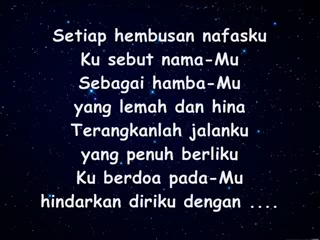 Setiap hembusan nafasku
Ku sebut nama-Mu
Sebagai hamba-Mu
yang lemah dan hina
Terangkanlah jalanku
yang penuh berliku
Ku berdoa pada-Mu
hindarkan diriku dengan ....